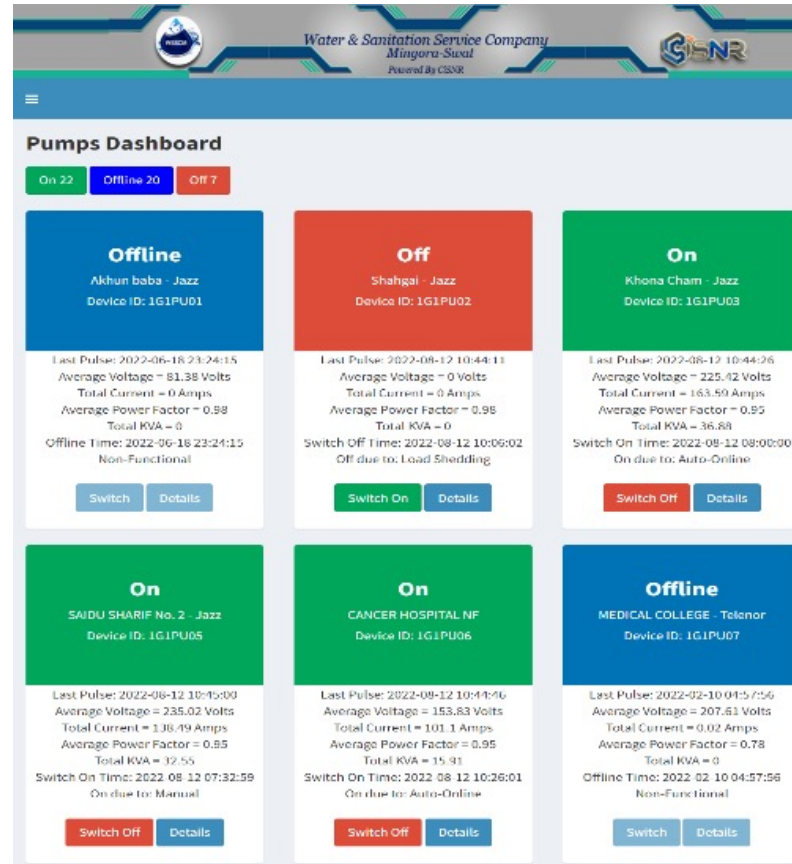 WSSCM
Water & Sanitation Service Company
Mingora-Swat
Powered By CISNR
CISNR
Pumps Dashboard
On 22
Offline 20
Off 7
Offline
Akhun baba - Jazz
Device ID: 1G1PU01
Last Pulse: 2022-06-18 23:24:15
Average Voltage = 81.38 Volts
Total Current = 0 Amps
Average Power Factor = 0.98
Total KVA = 0
Offline Time: 2022-06-18 23:24:15
Non-Functional
Switch
Details
Off
Shahgai - Jazz
Device ID: 1G1PU02
Last Pulse: 2022-08-12 10:44:11
Average Voltage = 0 Volts
Total Current = 0 Amps
Average Power Factor = 0.98
Total KVA = 0
Switch Off Time: 2022-08-12 10:06:02
Off due to: Load Shedding
Switch On
Details
On
Khona Cham - Jazz
Device ID: 1G1PU03
Last Pulse: 2022-08-12 10:44:26
Average Voltage = 225.42 Volts
Total Current = 163.59 Amps
Average Power Factor = 0.95
Total KVA = 36.88
Switch On Time: 2022-08-12 08:00:00
On due to: Auto-Online
Switch Off
Details
On
SAIDU SHARIF No. 2 - Jazz
Device ID: 1G1PU05
Last Pulse: 2022-08-12 10:45:00
Average Voltage = 235.02 Volts
Total Current = 138.49 Amps
Average Power Factor = 0.95
Total KVA = 32.55
Switch On Time: 2022-08-12 07:32:59
On due to: Manual
Switch Off
Details
On
CANCER HOSPITAL NF
Device ID: 1G1PU06
Last Pulse: 2022-08-12 10:44:46
Average Voltage = 153.83 Volts
Total Current = 101.1 Amps
Average Power Factor = 0.95
Total KVA = 15.91
Switch On Time: 2022-08-12 10:26:01
On due to: Auto-Online
Switch Off
Details
Offline
MEDICAL COLLEGE - Telenor
Device ID: 1G1PU07
Last Pulse: 2022-02-10 04:57:56
Average Voltage = 207.61 Volts
Total Current = 0.02 Amps
Average Power Factor = 0.78
Total KVA = 0
Offline Time: 2022-02-10 04:57:56
Non-Functional
Switch
Details